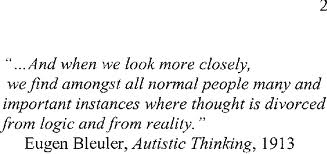 2
“…And when we look more closely,
we find amongst all normal people many and
important instances where thought is divorced
from logic and from reality.”
Eugen Bleuler, Autistic Thinking, 1913